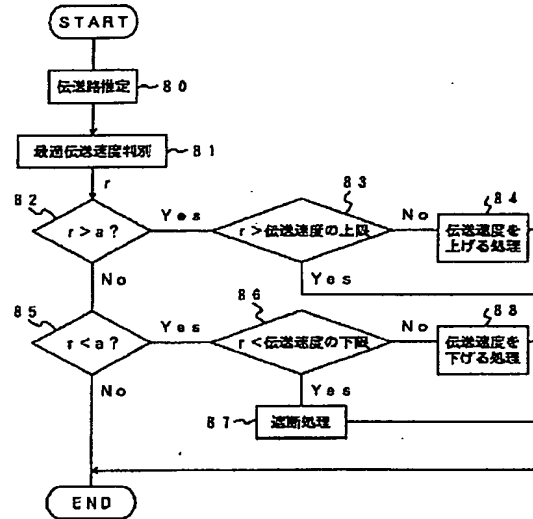 START
伝送路推定
80
最適伝送速度判別
81
r
82
r > a ?
Yes
83
r > 伝送速度の上限
No
84
伝送速度を
上げる処理
No
Yes
85
r < a ?
Yes
86
r < 伝送速度の下限
No
88
伝送速度を
下げる処理
No
Yes
87
遮断処理
END